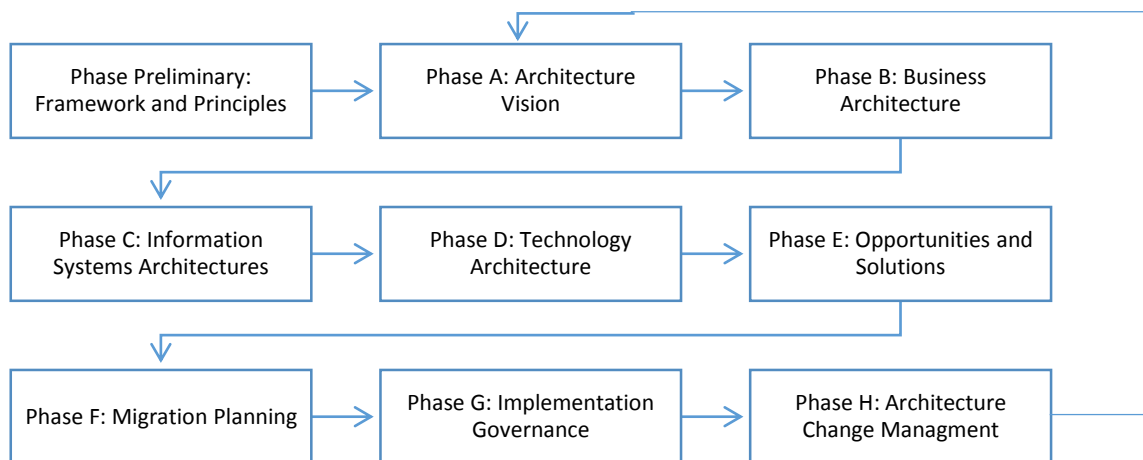 Phase Preliminary:
Framework and Principles
Phase A: Architecture
Vision
Phase B: Business
Architecture
Phase C: Information
Systems Architectures
Phase D: Technology
Architecture
Phase E: Opportunities and
Solutions
Phase F: Migration Planning
Phase G: Implementation
Governance
Phase H: Architecture
Change Managment